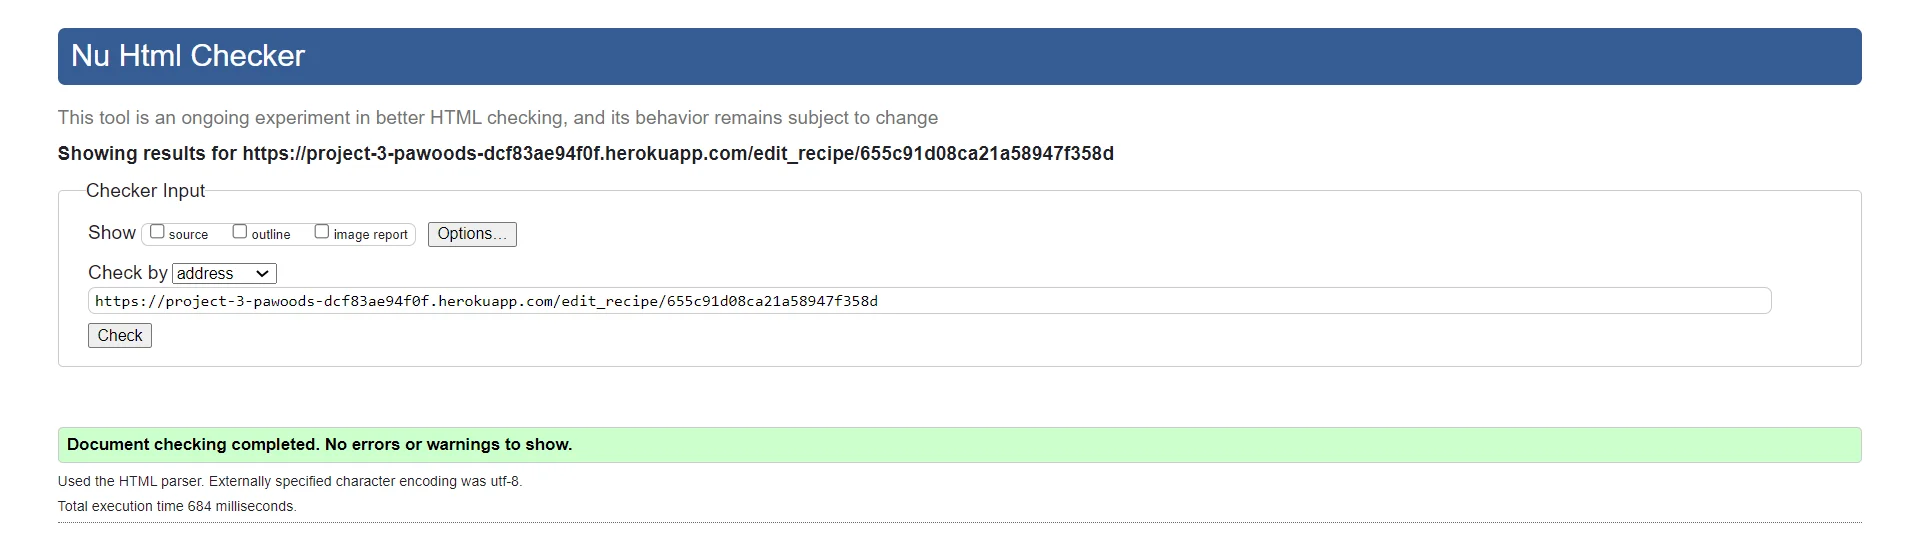 Nu Html Checker
This tool is an ongoing experiment in better HTML checking, and its behavior remains subject to change
Showing results for https://project-3-pawoods-dcf83ae94f0f.herokuapp.com/edit_recipe/655c91d08ca21a58947f358d
Checker Input
Show source outline image report Options...
Check by address
https://project-3-pawoods-dcf83ae94f0f.herokuapp.com/edit_recipe/655c91d08ca21a58947f358d
Check
Document checking completed. No errors or warnings to show.
Used the HTML parser. Externally specified character encoding was utf-8.
Total execution time 684 milliseconds.